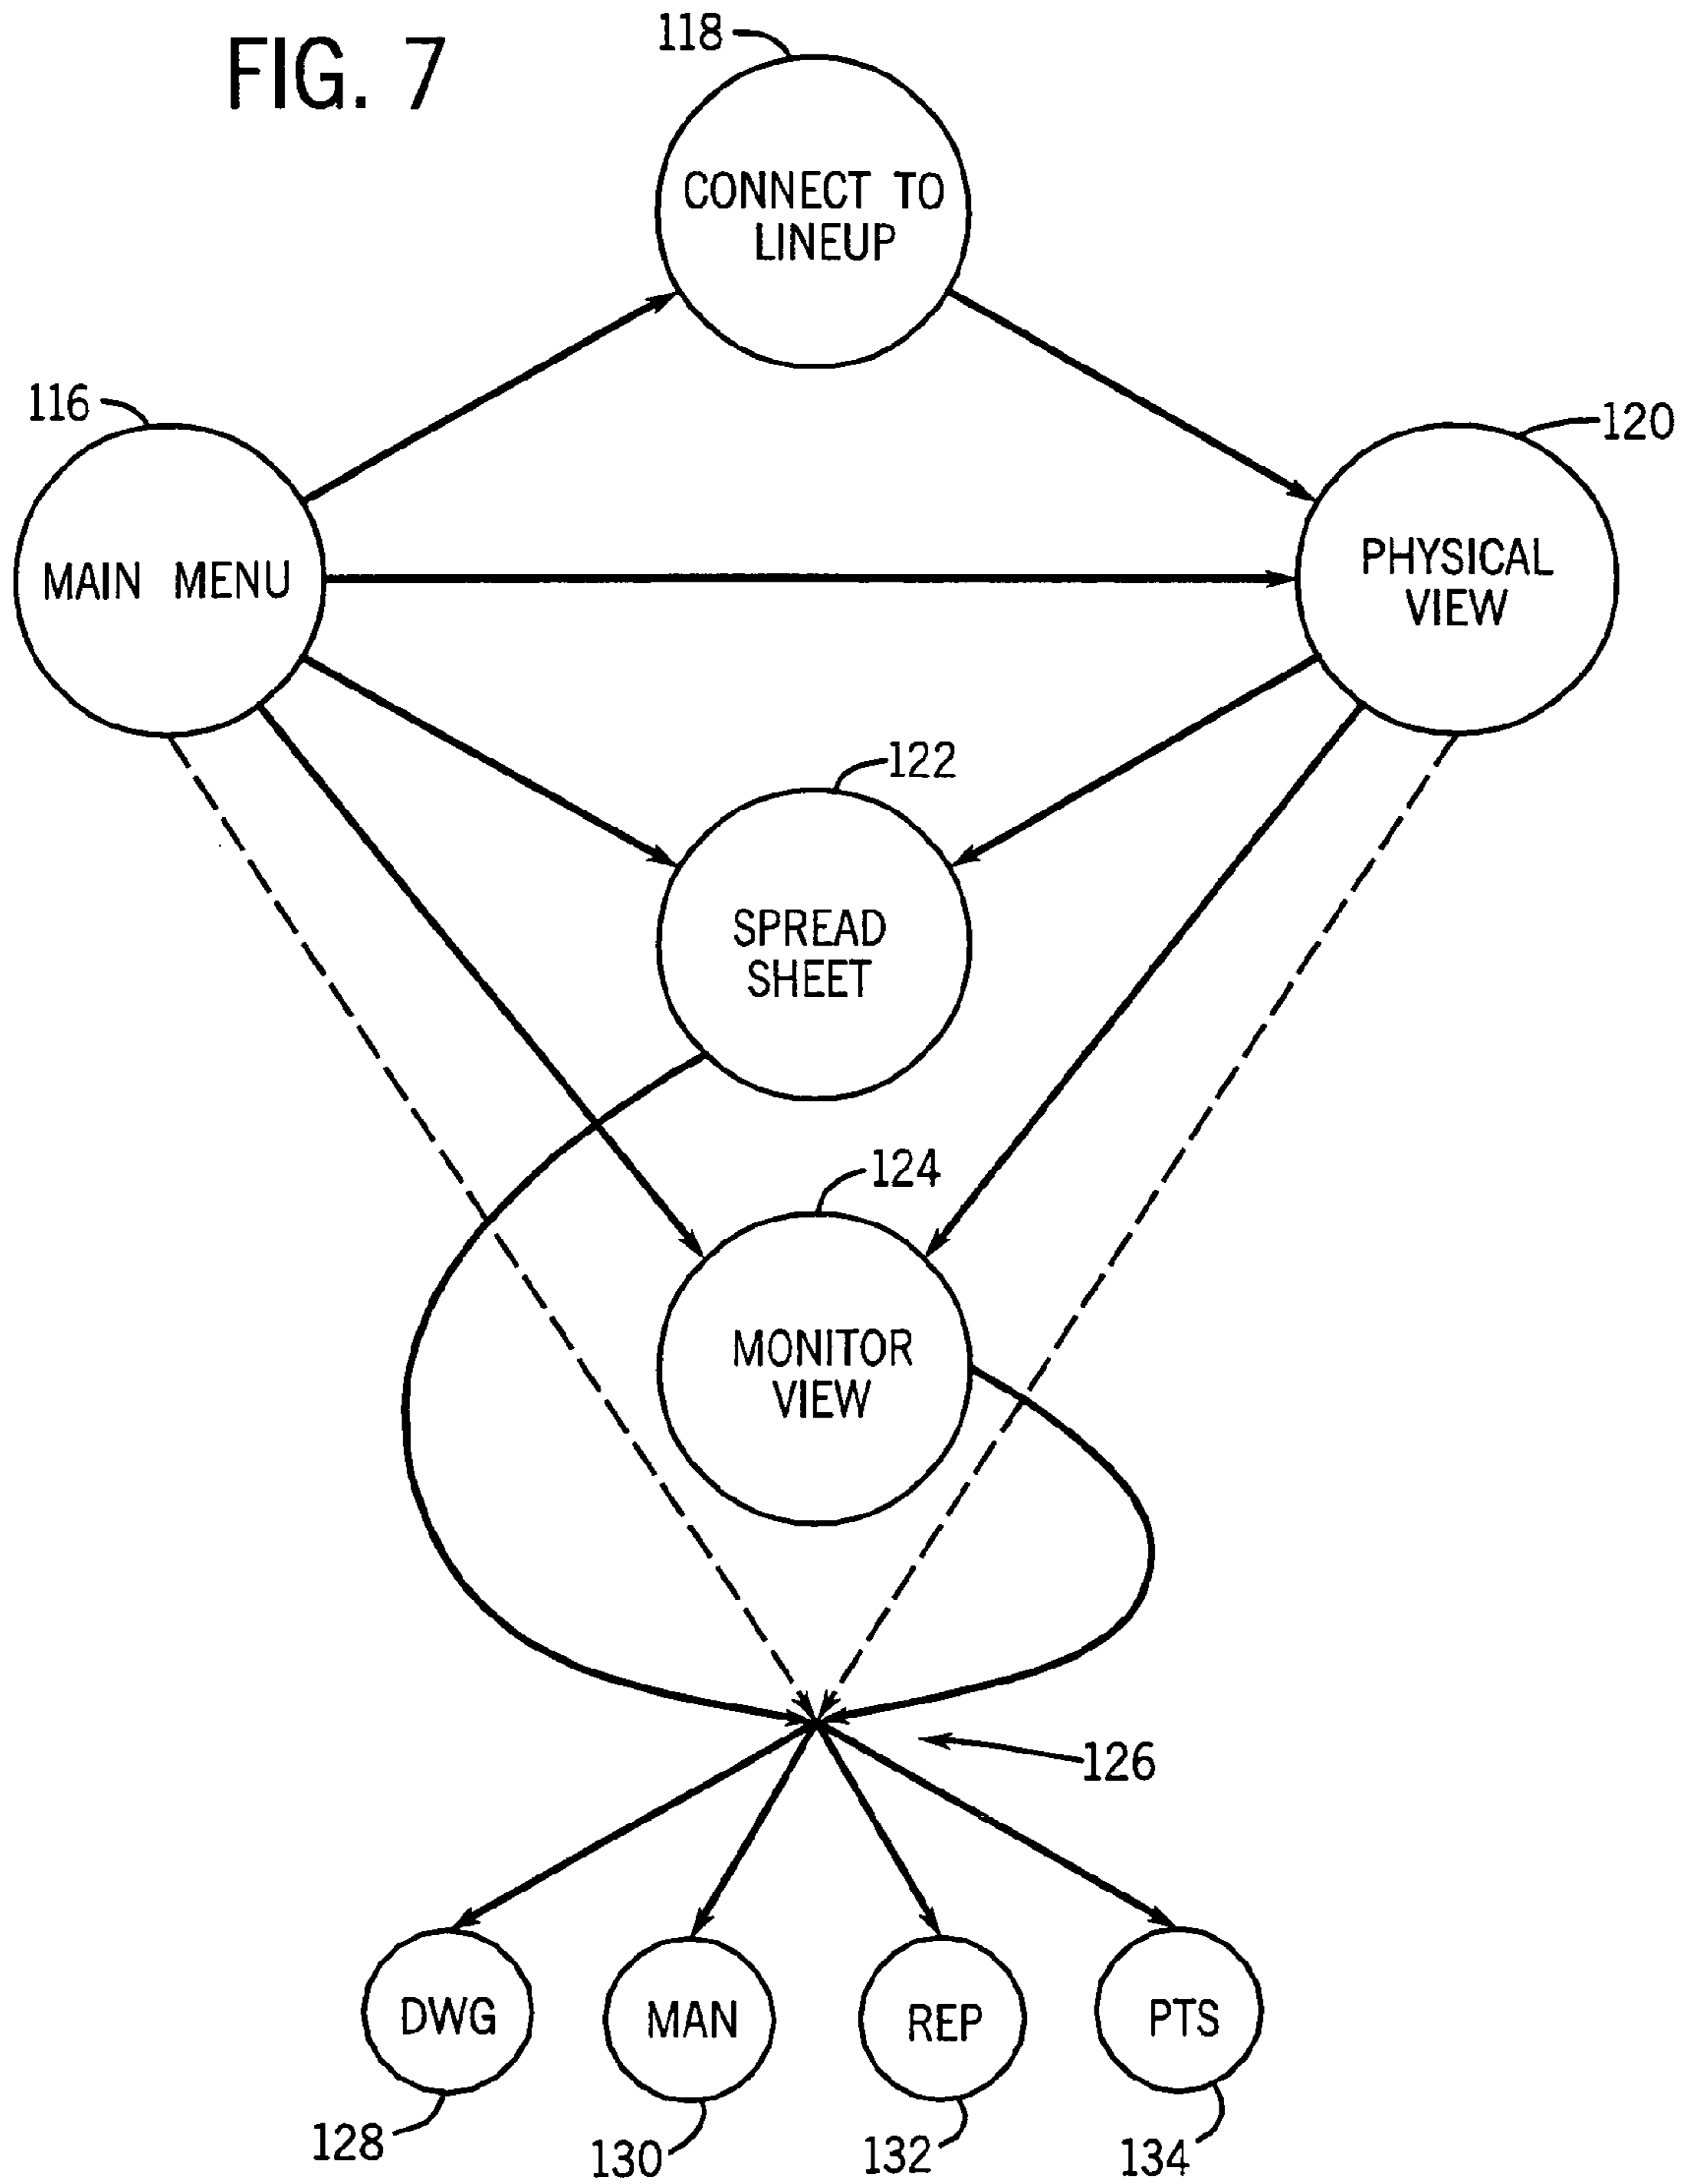 FIG. 7
118
CONNECT TO
LINEUP
116
120
MAIN MENU
PHYSICAL
VIEW
122
SPREAD
SHEET
124
MONITOR
VIEW
126
DWG
MAN
REP
PTS
128
130
132
134